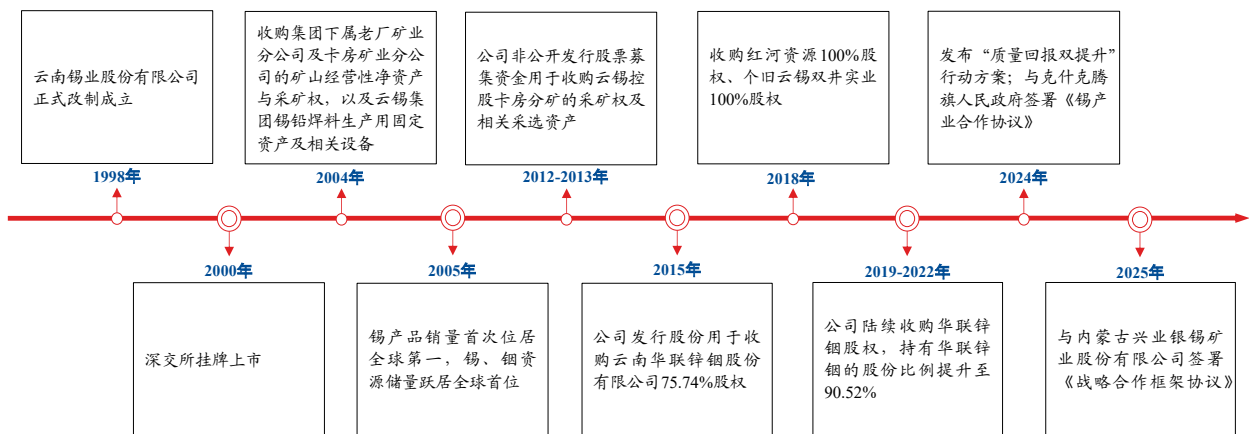 云南锡业股份有限公司
正式改制成立
1998年
深交所挂牌上市
2000年
收购集团下属老厂矿业
分公司及卡房矿业分公
司的矿山经营性净资产
与采矿权，以及云锡集
团锡铅焊料生产用固定
资产及相关设备
2004年
2005年
锡产品销量首次位居
全球第一，锡、铟资
源储量跃居全球首位
公司非公开发行股票募
集资金用于收购云锡控
股卡房分矿的采矿权及
相关采选资产
2012-2013年
2015年
公司发行股份用于收
购云南华联锌铟股份
有限公司75.74%股权
收购红河资源100%股
权、个旧云锡双井实业
100%股权
2018年
2019-2022年
公司陆续收购华联锌
铟股权，持有华联锌
铟的股份比例提升至
90.52%
发布“质量回报双提升”
行动方案；与克什克腾
旗人民政府签署《锡产
业合作协议》
2024年
2025年
与内蒙古兴业银锡矿
业股份有限公司签署
《战略合作框架协议》